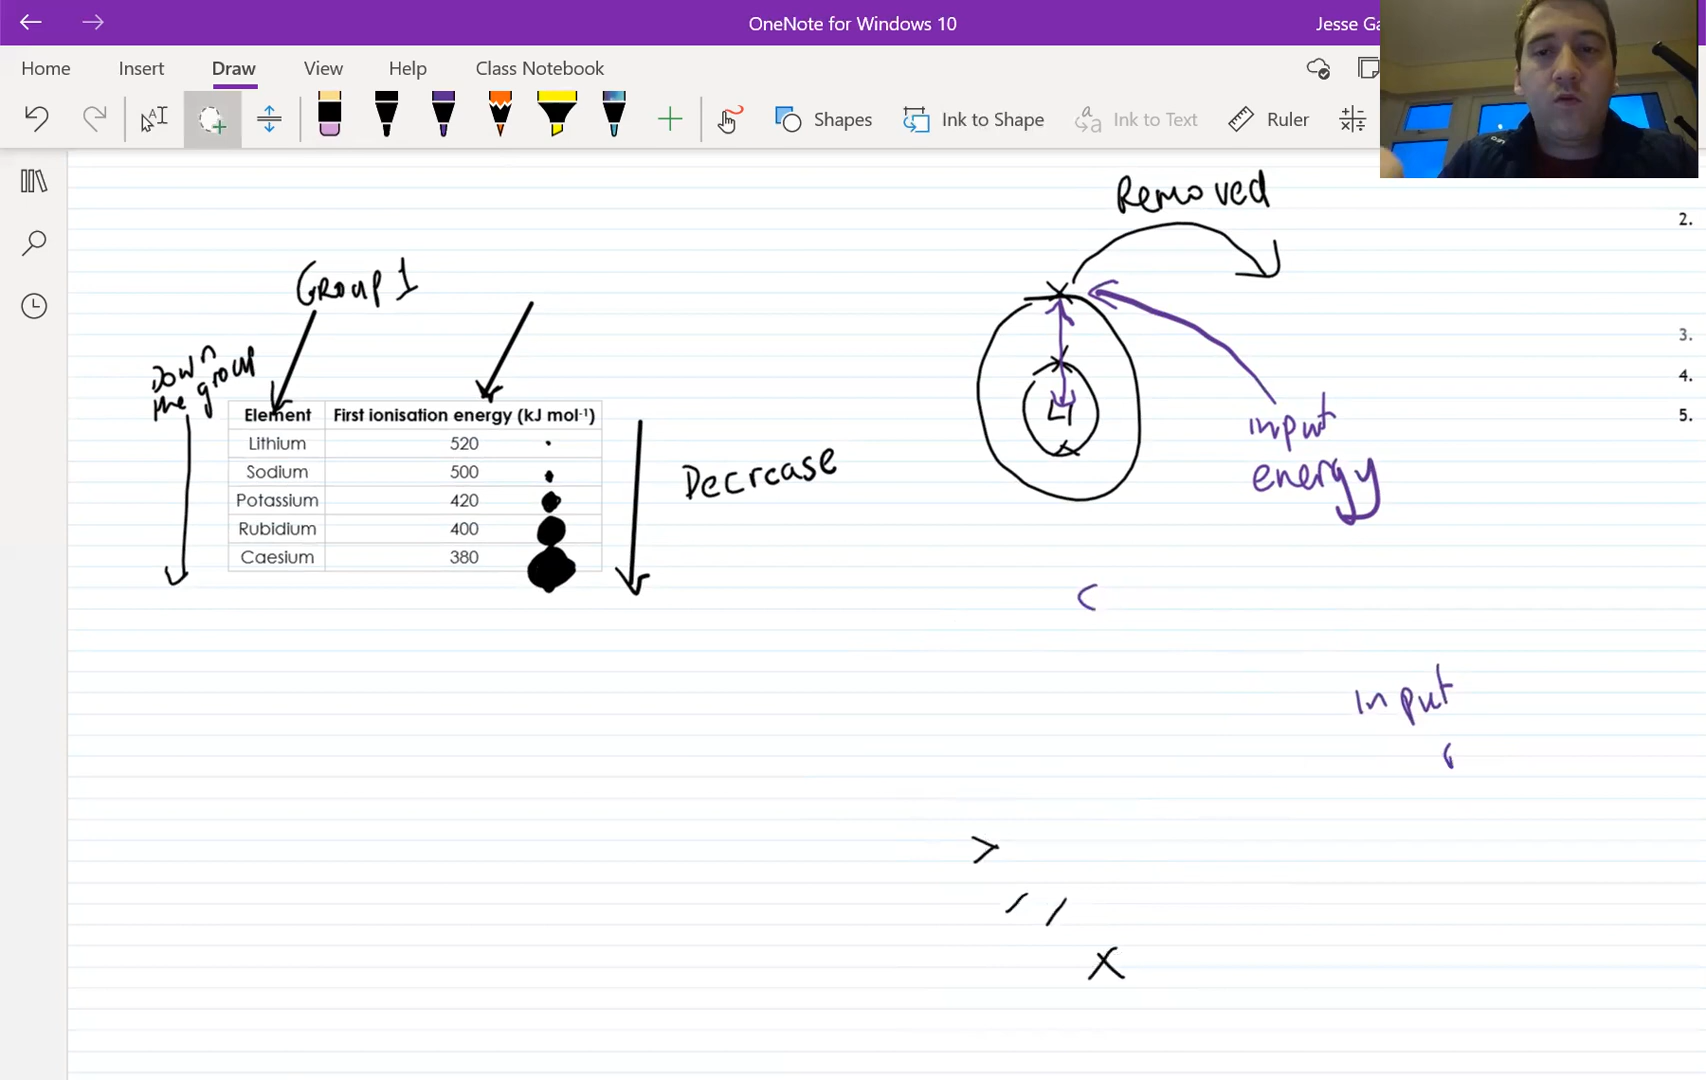 OneNote for Windows 10
Jesse Ga
Home Insert Draw View Help Class Notebook
Shapes Ink to Shape Ink to Text Ruler
Removed
2.
Group 1
Down
the group
3.
4.
5.
Element First ionisation energy (kJ mol⁻¹)
Lithium 520
Sodium 500
Potassium 420
Rubidium 400
Caesium 380
Decrease
Li
input
energy
Input